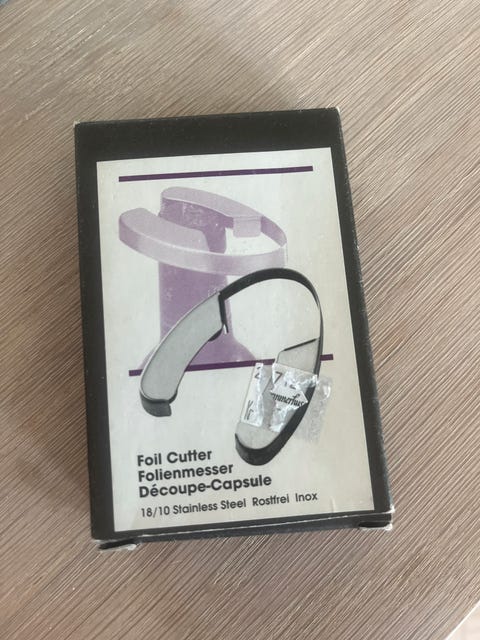 Foil Cutter
Folienmesser
Découpe-Capsule
18/10 Stainless Steel Rostfrei Inox